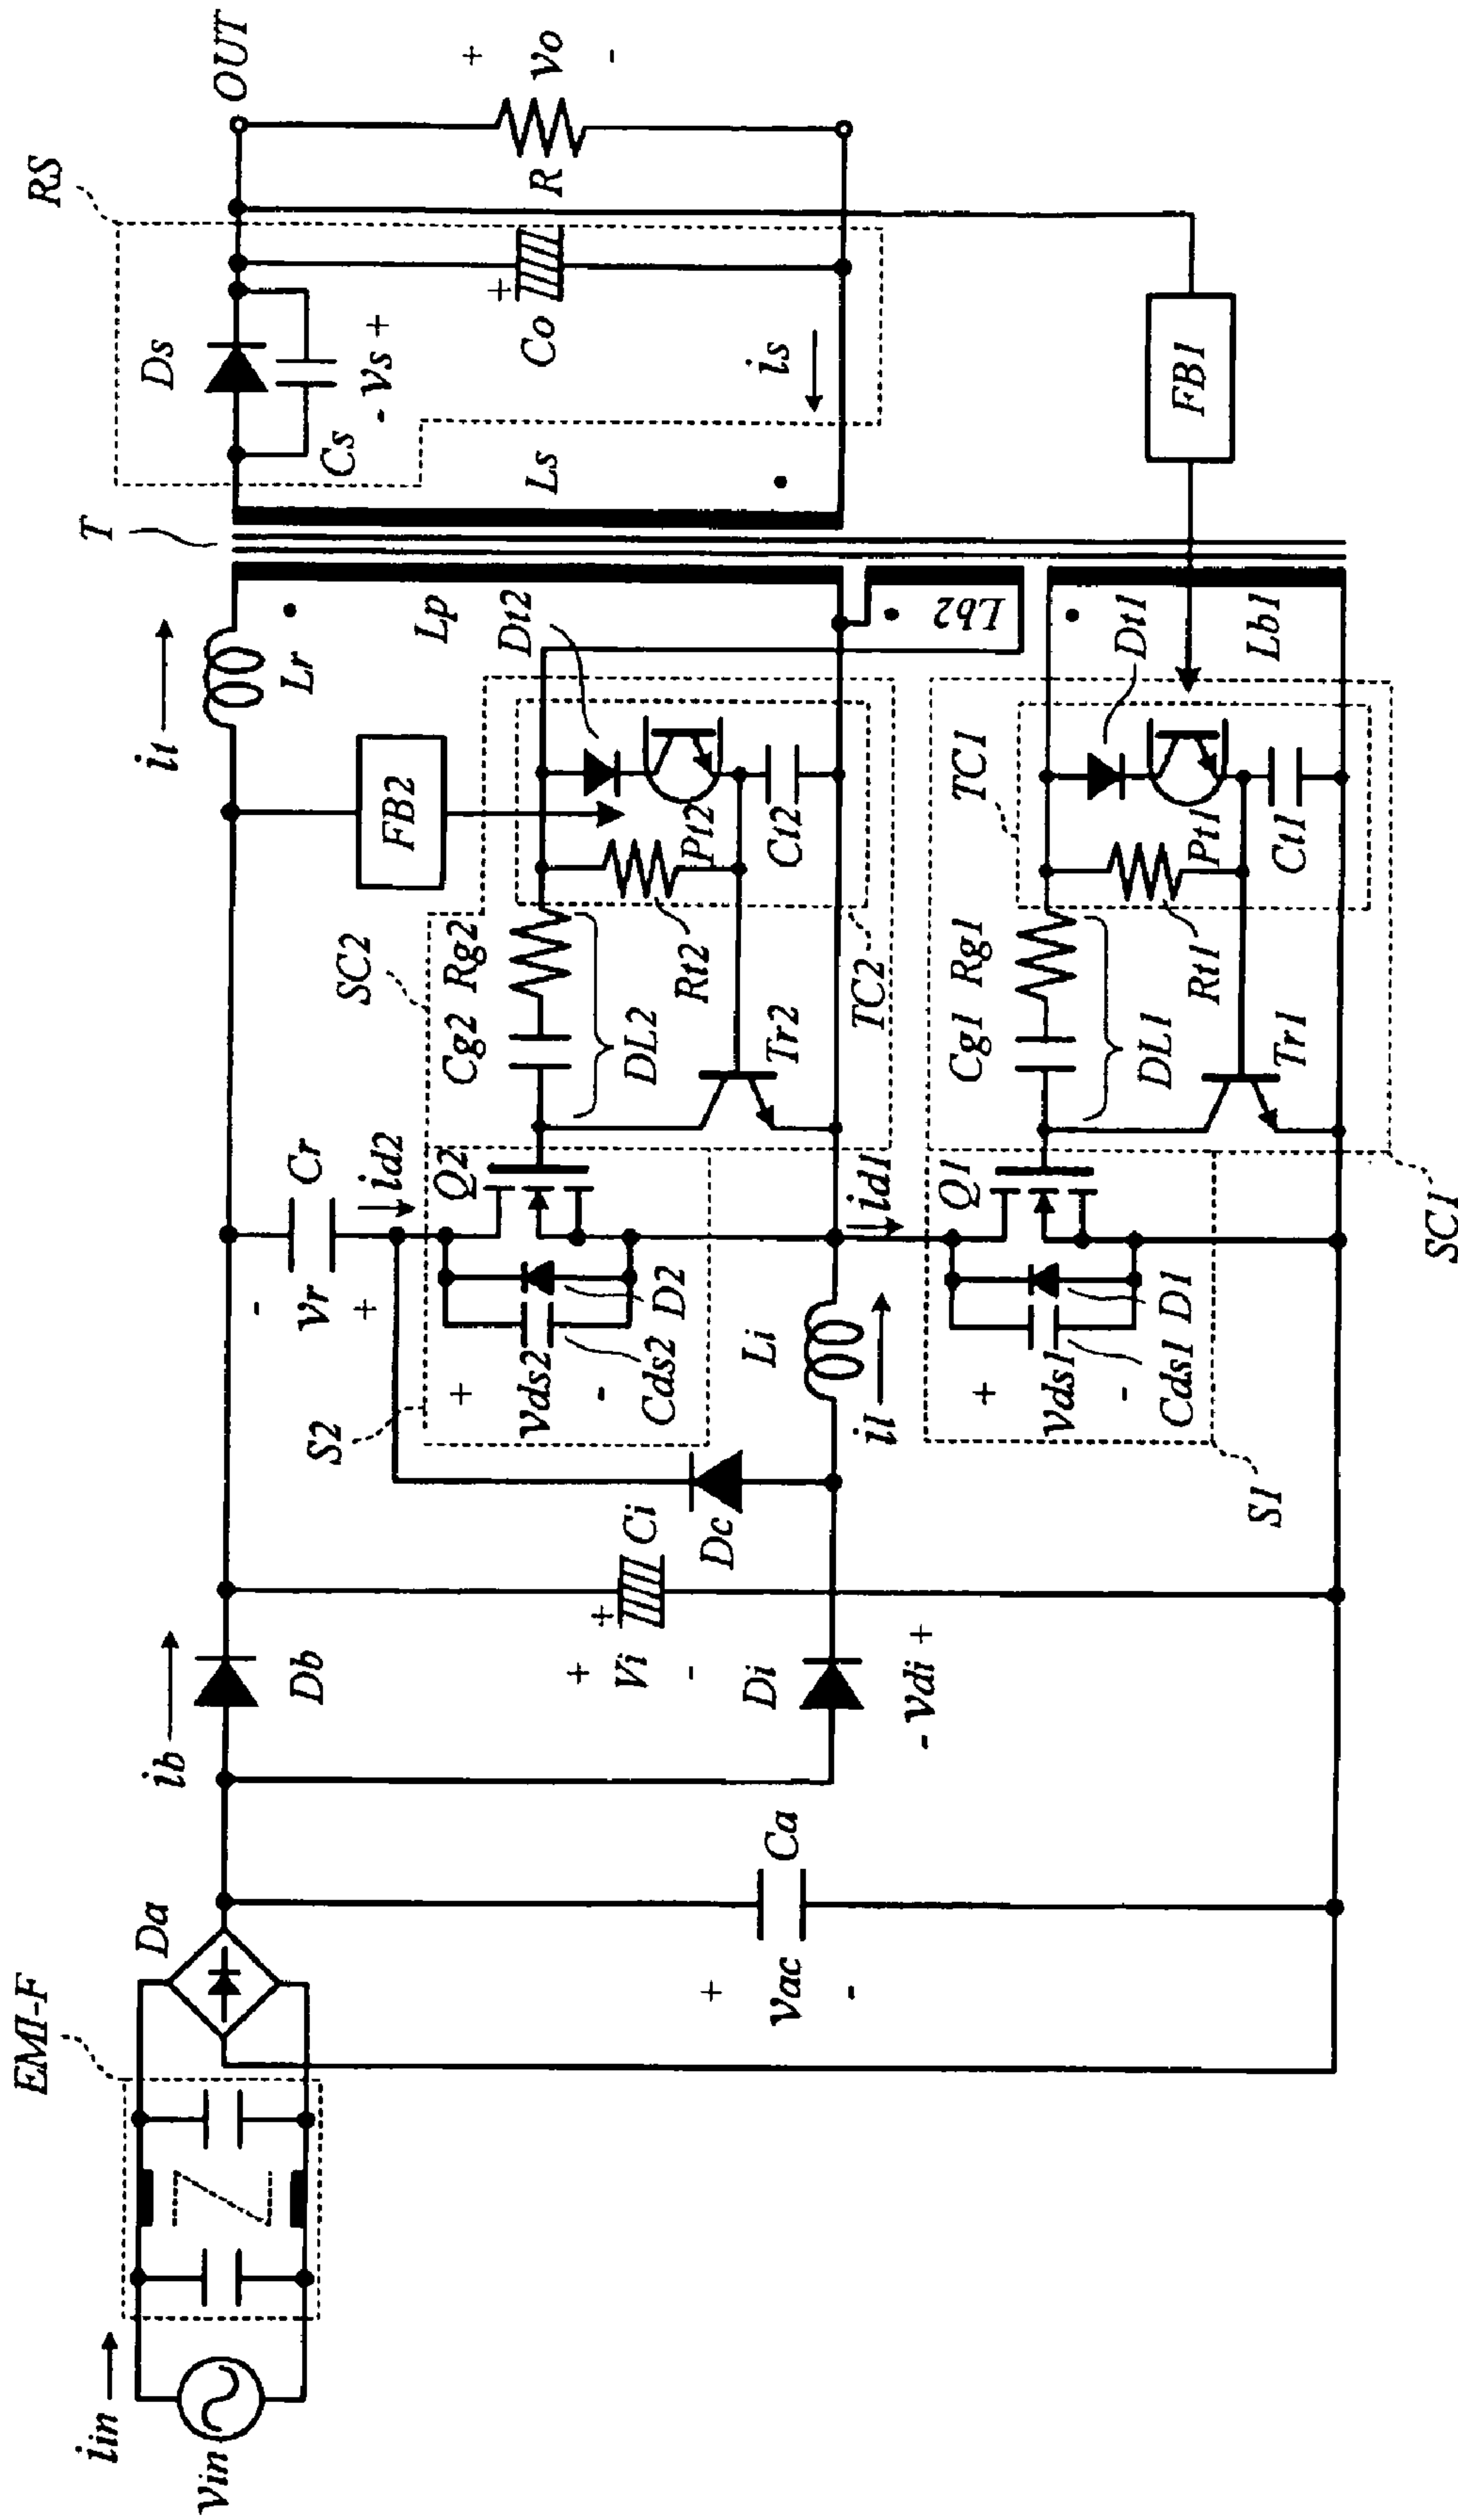 EMI-F
iin
Vin
Da
Vac
+
-
Ca
ib
Db
+
Vi
-
+
Ci
Di
- Vdi +
Dc
Li
il
-
Vr
+
Cr
id2
S2
+
Vds2
-
Cds2
D2
Q2
id1
+
Vds1
-
Cds1
D1
Q1
S1
SC1
SC2
Cg2
Rg2
DL2
Rt2
Tr2
TC2
FB2
Pt2
Ct2
Dt2
Cg1
Rg1
DL1
Rt1
Tr1
TC1
Pt1
Ct1
Dt1
it
Lr
Lp
Lb2
Lb1
T
Ls
RS
Ds
Cs
- Vs +
+
Co
is
FB1
R
+
Vo
-
OUT